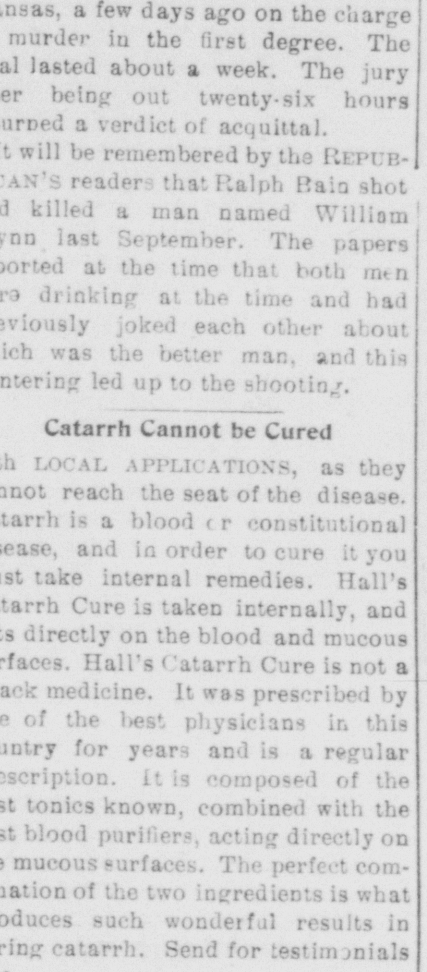 nsas, a few days ago on the charge
murder in the first degree. The
al lasted about a week. The jury
er being out twenty-six hours
urned a verdict of acquittal.
t will be remembered by the REPUB-
CAN'S readers that Ralph Bain shot
d killed a man named William
ynn last September. The papers
ported at the time that both men
re drinking at the time and had
eviously joked each other about
ich was the better man, and this
ntering led up to the shooting.
Catarrh Cannot be Cured
h LOCAL APPLICATIONS, as they
nnot reach the seat of the disease.
tarrh is a blood or constitutional
sease, and in order to cure it you
st take internal remedies. Hall's
tarrh Cure is taken internally, and
ts directly on the blood and mucous
rfaces. Hall's Catarrh Cure is not a
ack medicine. It was prescribed by
e of the best physicians in this
untry for years and is a regular
escription. It is composed of the
st tonics known, combined with the
st blood purifiers, acting directly on
e mucous surfaces. The perfect com-
nation of the two ingredients is what
oduces such wonderful results in
ring catarrh. Send for testimonials